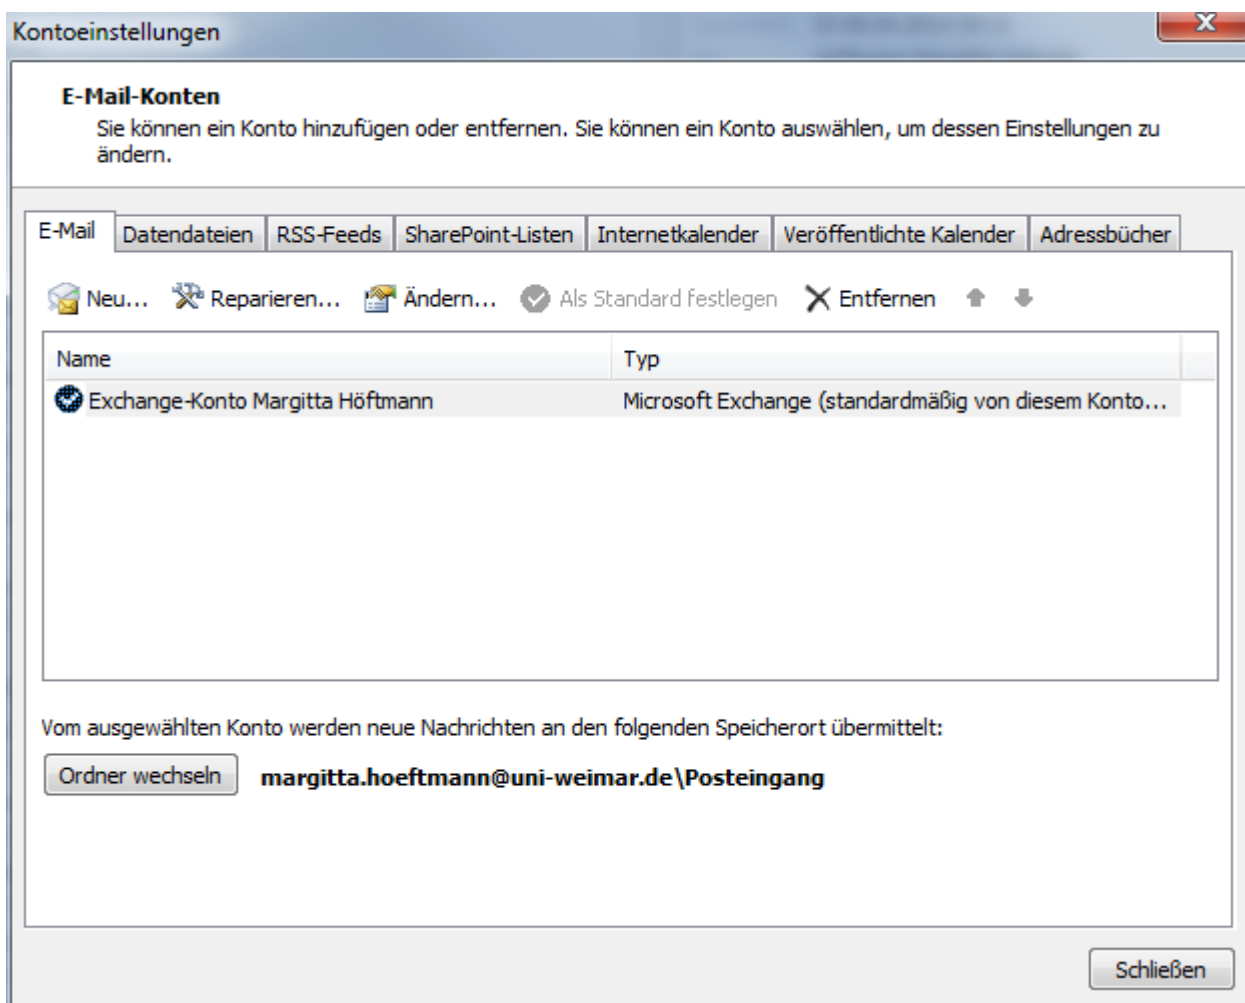 Kontoeinstellungen
E-Mail-Konten
Sie können ein Konto hinzufügen oder entfernen. Sie können ein Konto auswählen, um dessen Einstellungen zu
ändern.
E-Mail Datendateien RSS-Feeds SharePoint-Listen Internetkalender Veröffentlichte Kalender Adressbücher
Neu... Reparieren... Ändern... Als Standard festlegen Entfernen
Name Typ
Exchange-Konto Margitta Höftmann Microsoft Exchange (standardmäßig von diesem Konto...
Vom ausgewählten Konto werden neue Nachrichten an den folgenden Speicherort übermittelt:
Ordner wechseln margitta.hoeftmann@uni-weimar.de\Posteingang
Schließen